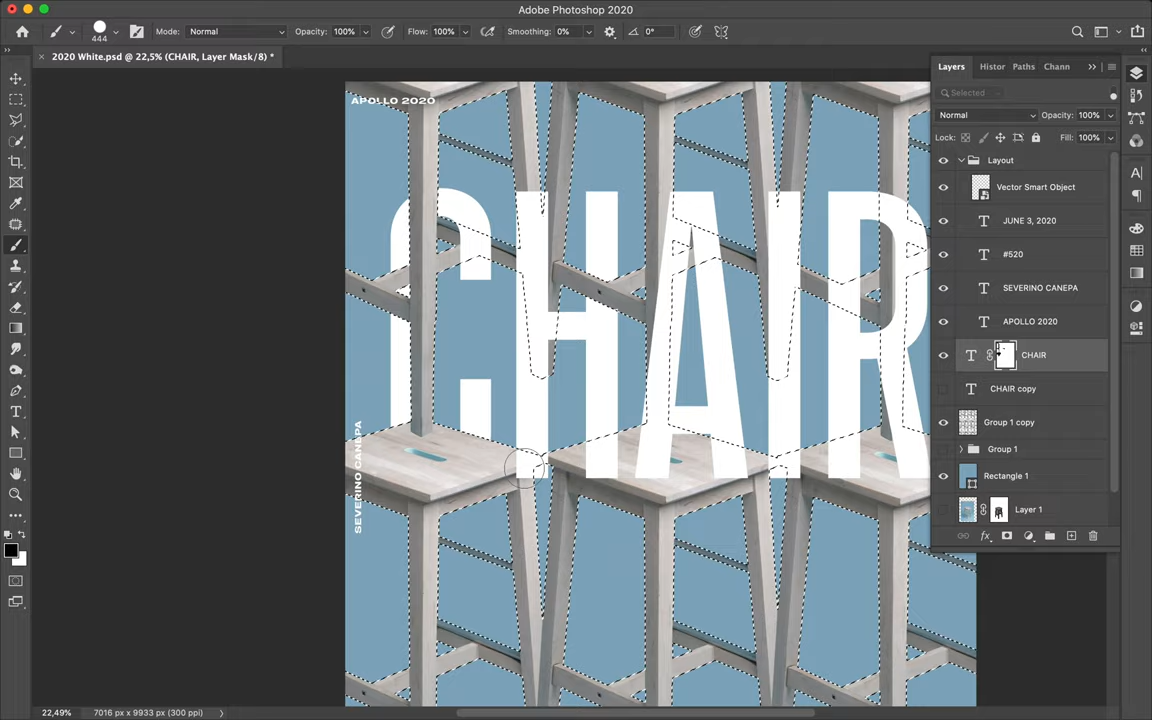 Adobe Photoshop 2020
444
Mode: Normal
Opacity: 100%
Flow: 100%
Smoothing: 0%
0°
2020 White.psd @ 22,5% (CHAIR, Layer Mask/8) *
APOLLO 2020
CHAIR
SEVERINO CANEPA
Layers
Histor
Paths
Chann
Selected
Normal
Opacity: 100%
Lock:
Fill: 100%
Layout
Vector Smart Object
JUNE 3, 2020
#520
SEVERINO CANEPA
APOLLO 2020
CHAIR
CHAIR copy
Group 1 copy
Group 1
Rectangle 1
Layer 1
fx
22,49%
7016 px x 9933 px (300 ppi)